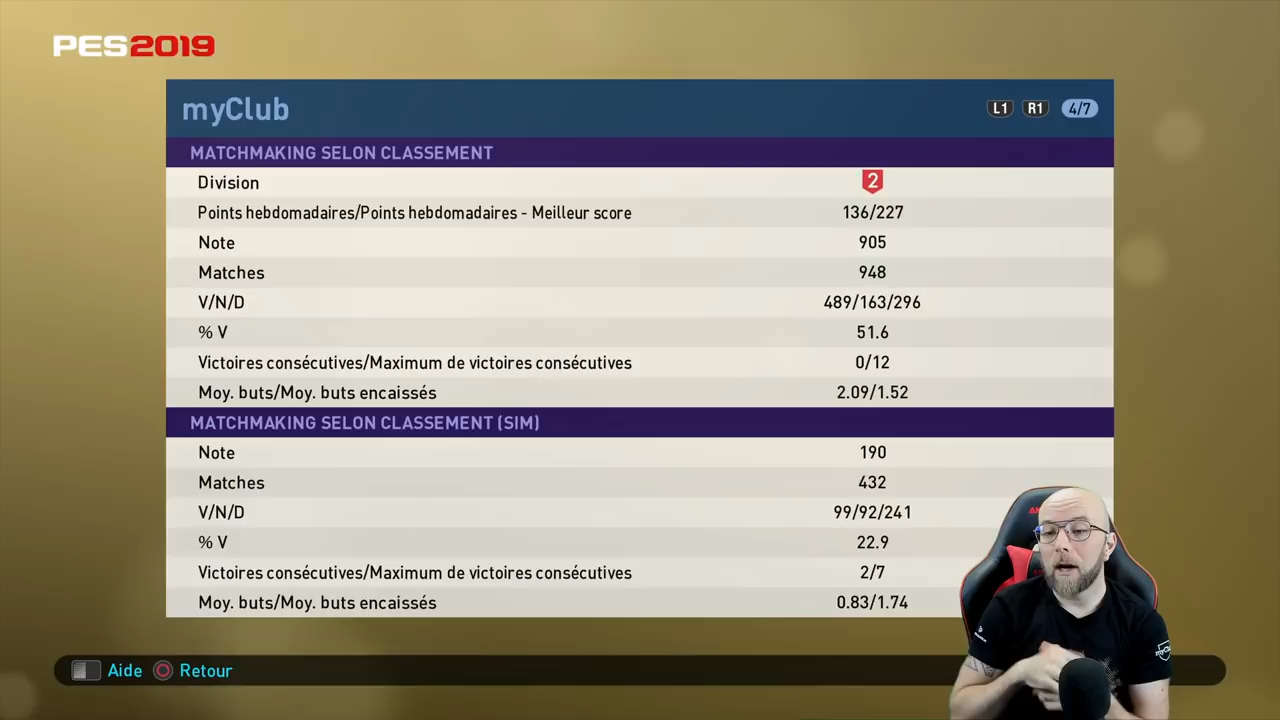 PES2019
myClub
L1 R1 4/7
MATCHMAKING SELON CLASSEMENT
Division 2
Points hebdomadaires/Points hebdomadaires - Meilleur score 136/227
Note 905
Matches 948
V/N/D 489/163/296
% V 51.6
Victoires consécutives/Maximum de victoires consécutives 0/12
Moy. buts/Moy. buts encaissés 2.09/1.52
MATCHMAKING SELON CLASSEMENT (SIM)
Note 190
Matches 432
V/N/D 99/92/241
% V 22.9
Victoires consécutives/Maximum de victoires consécutives 2/7
Moy. buts/Moy. buts encaissés 0.83/1.74
Aide Retour